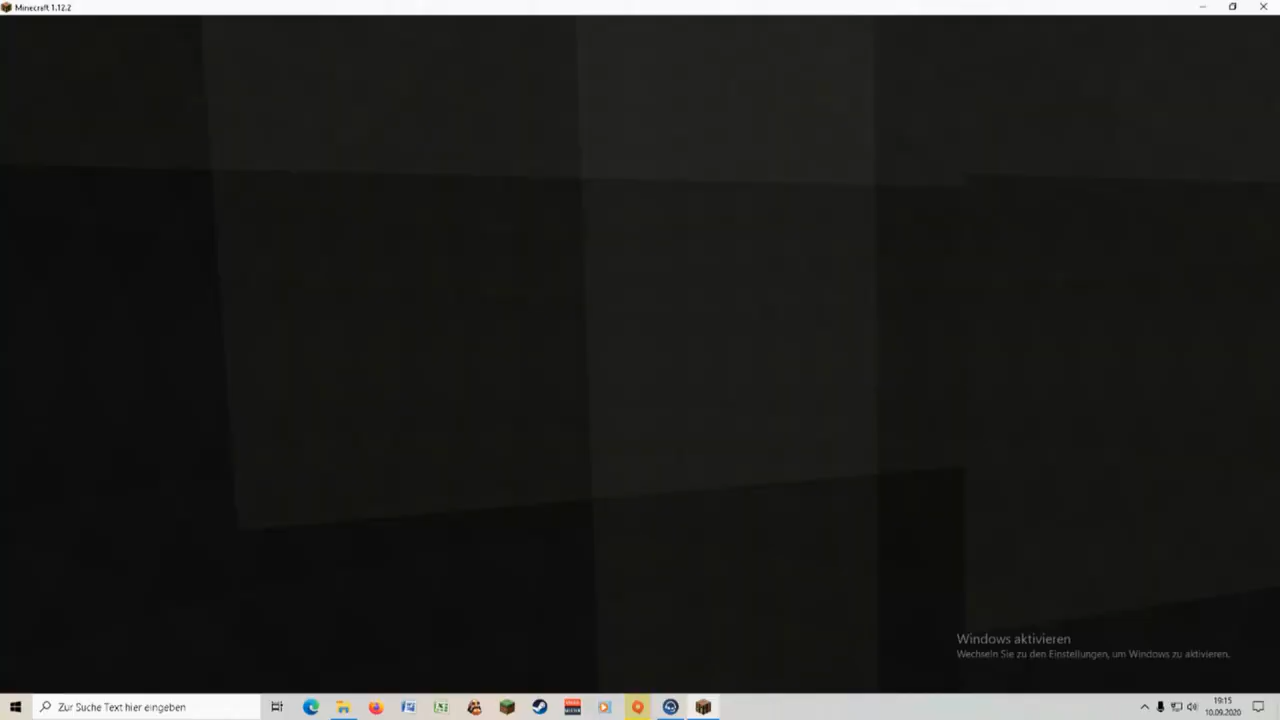 Minecraft 1.12.2
Windows aktivieren
Wechseln Sie zu den Einstellungen, um Windows zu aktivieren.
Zur Suche Text hier eingeben
19:15
10.09.2020